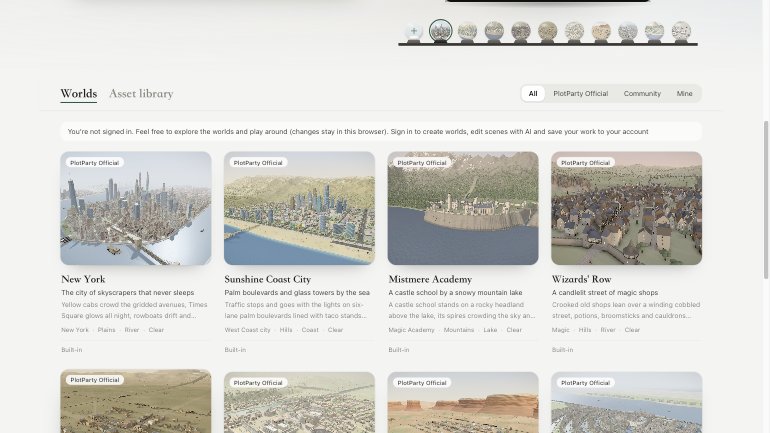 Worlds
Asset library
All
PlotParty Official
Community
Mine
You're not signed in. Feel free to explore the worlds and play around (changes stay in this browser). Sign in to create worlds, edit scenes with AI and save your work to your account
PlotParty Official
New York
The city of skyscrapers that never sleeps
Yellow cabs crowd the gridded avenues, Times
Square glows all night, rowboats drift and...
New York · Plains · River · Clear
Built-in
PlotParty Official
Sunshine Coast City
Palm boulevards and glass towers by the sea
Traffic stops and goes with the lights on six-
lane palm boulevards lined with taco stands...
West Coast city · Hills · Coast · Clear
Built-in
PlotParty Official
Mistmere Academy
A castle school by a snowy mountain lake
A castle school stands on a rocky headland
above the lake, its spires crowding the sky an...
Magic Academy · Mountains · Lake · Clear
Built-in
PlotParty Official
Wizards' Row
A candlelit street of magic shops
Crooked old shops lean over a winding cobbled
street, potions, broomsticks and cauldrons...
Magic · Hills · River · Clear
Built-in
PlotParty Official
PlotParty Official
PlotParty Official
PlotParty Official